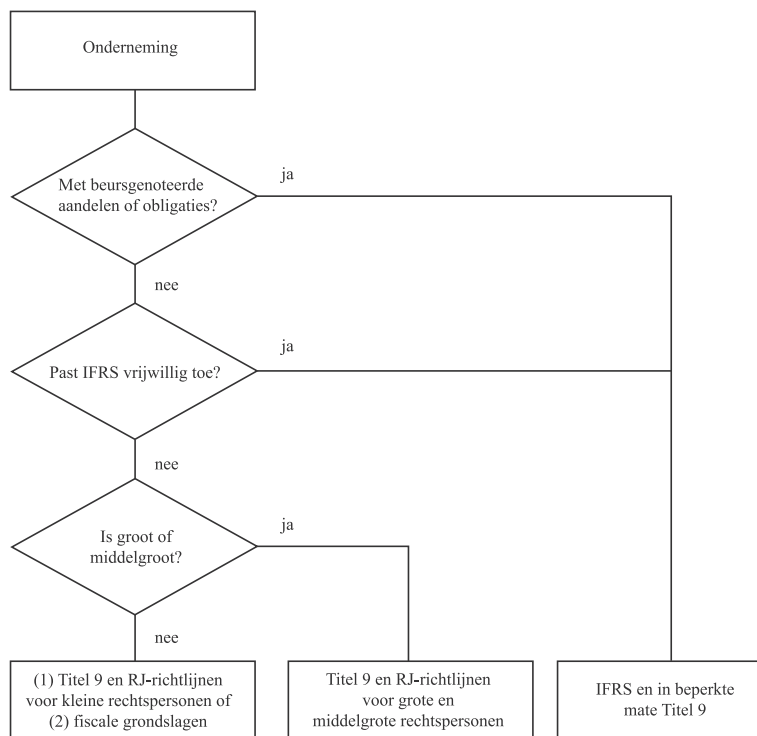 Onderneming
Met beursgenoteerde
aandelen of obligaties?
ja
nee
Past IFRS vrijwillig toe?
ja
nee
Is groot of
middelgroot?
ja
nee
(1) Titel 9 en RJ-richtlijnen
voor kleine rechtspersonen of
(2) fiscale grondslagen
Titel 9 en RJ-richtlijnen
voor grote en
middelgrote rechtspersonen
IFRS en in beperkte
mate Titel 9